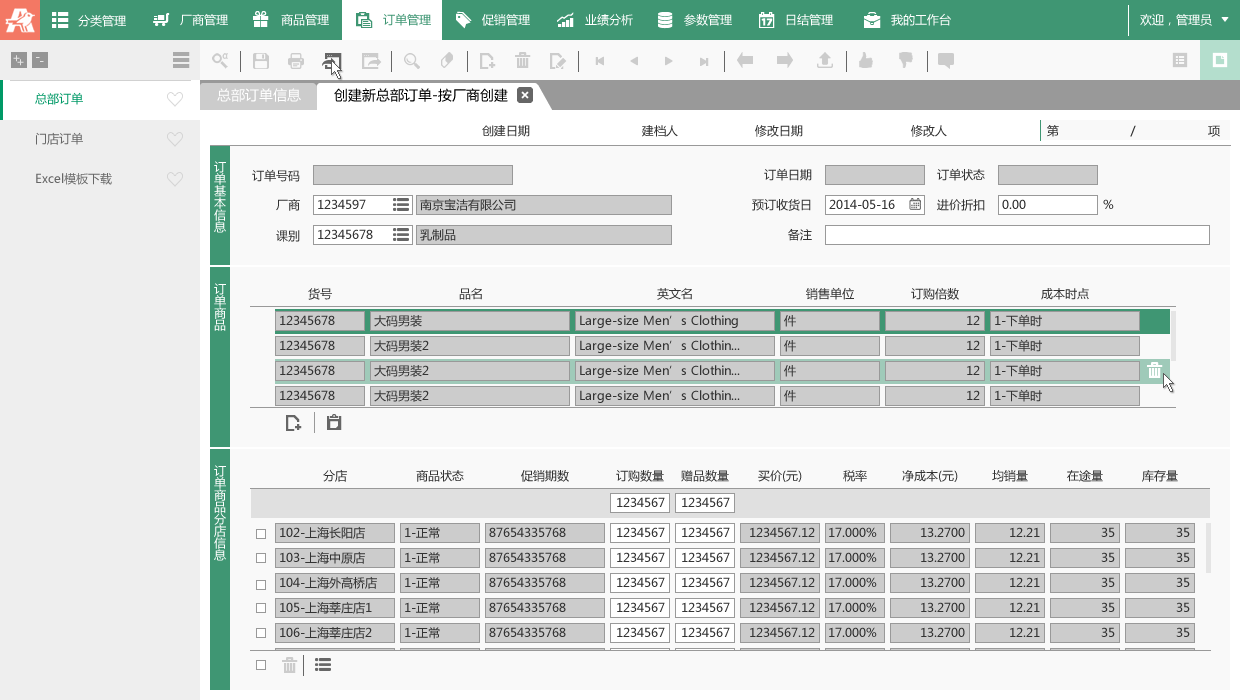 分类管理 厂商管理 商品管理 订单管理 促销管理 业绩分析 参数管理 17 日结管理 我的工作台 欢迎，管理员
总部订单
门店订单
Excel模板下载
总部订单信息 创建新总部订单-按厂商创建
创建日期 建档人 修改日期 修改人 第 / 项
订单基本信息
订单号码 订单日期 订单状态
厂商 1234597 南京宝洁有限公司 预订收货日 2014-05-16 进价折扣 0.00 %
课别 12345678 乳制品 备注
订单商品
货号 品名 英文名 销售单位 订购倍数 成本时点
12345678 大码男装 Large-size Men’s Clothing 件 12 1-下单时
12345678 大码男装2 Large-size Men’s Clothin... 件 12 1-下单时
12345678 大码男装2 Large-size Men’s Clothin... 件 12 1-下单时
12345678 大码男装2 Large-size Men’s Clothin... 件 12 1-下单时
订单商品分店信息
分店 商品状态 促销期数 订购数量 赠品数量 买价(元) 税率 净成本(元) 均销量 在途量 库存量
1234567 1234567
102-上海长阳店 1-正常 87654335768 1234567 1234567 1234567.12 17.000% 13.2700 12.21 35 35
103-上海中原店 1-正常 87654335768 1234567 1234567 1234567.12 17.000% 13.2700 12.21 35 35
104-上海外高桥店 1-正常 87654335768 1234567 1234567 1234567.12 17.000% 13.2700 12.21 35 35
105-上海莘庄店1 1-正常 87654335768 1234567 1234567 1234567.12 17.000% 13.2700 12.21 35 35
106-上海莘庄店2 1-正常 87654335768 1234567 1234567 1234567.12 17.000% 13.2700 12.21 35 35